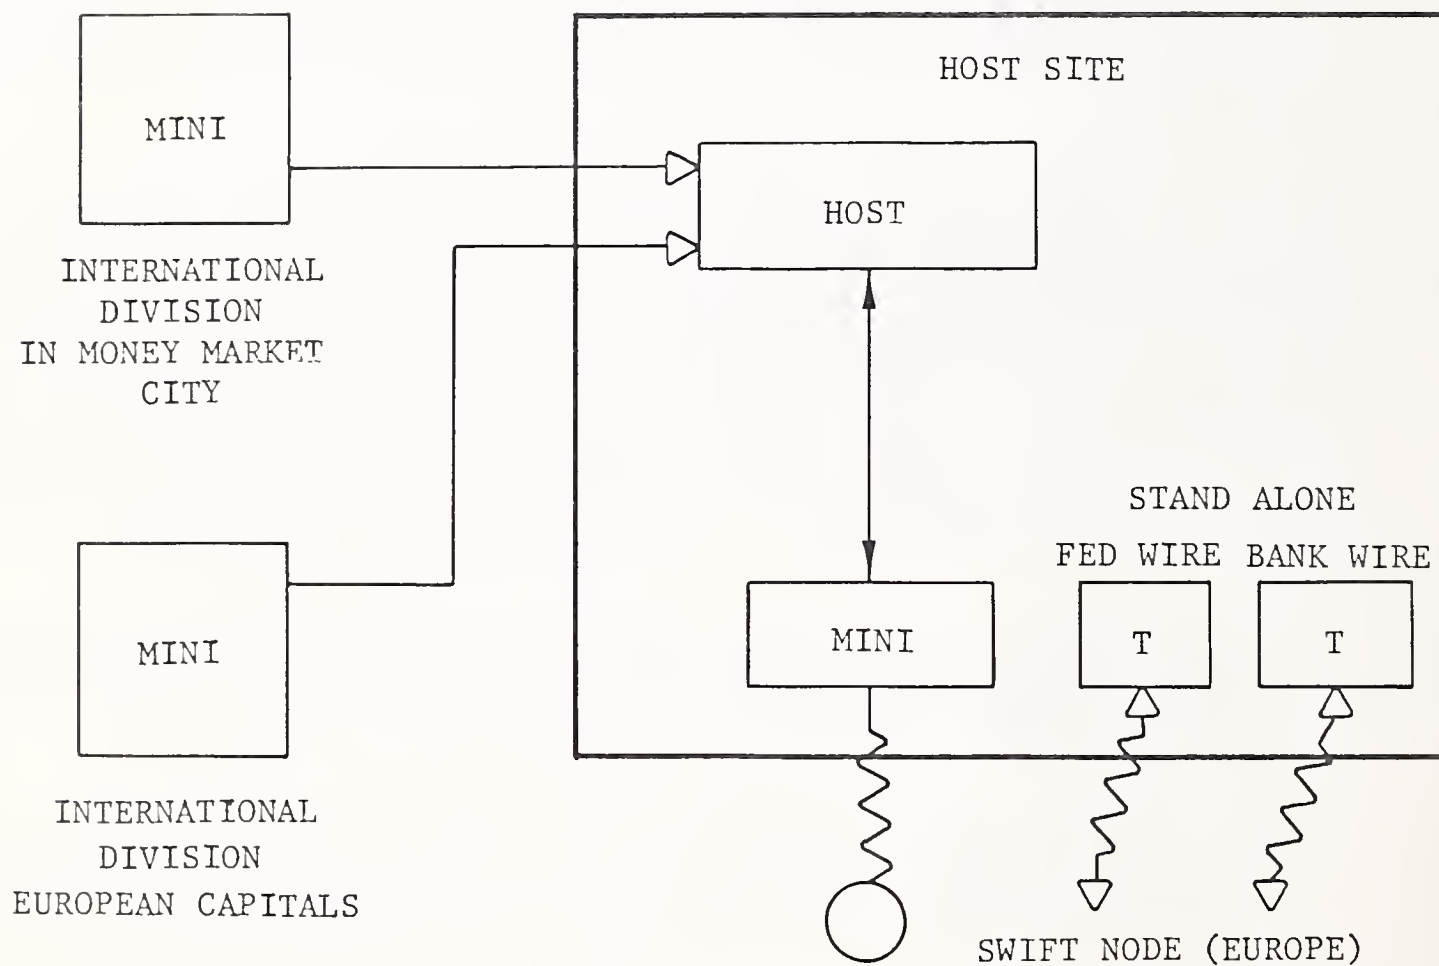 HOST SITE
MINI
HOST
INTERNATIONAL
DIVISION
IN MONEY MARKET
CITY
STAND ALONE
FED WIRE BANK WIRE
MINI
MINI
T
T
INTERNATIONAL
DIVISION
EUROPEAN CAPITALS
SWIFT NODE (EUROPE)